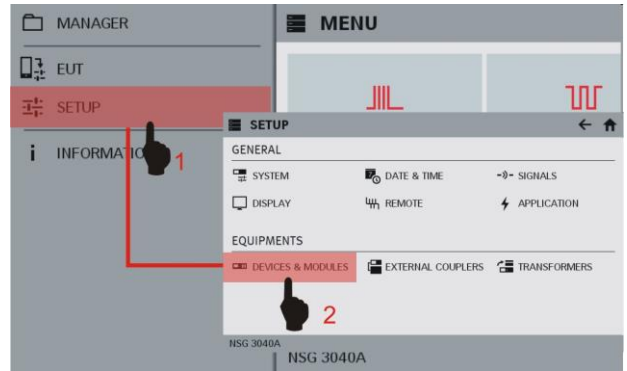 MANAGER
MENU
EUT
SETUP
INFORMATIO
1
SETUP
GENERAL
SYSTEM
DATE & TIME
SIGNALS
DISPLAY
REMOTE
APPLICATION
EQUIPMENTS
DEVICES & MODULES
EXTERNAL COUPLERS
TRANSFORMERS
2
NSG 3040A
NSG 3040A